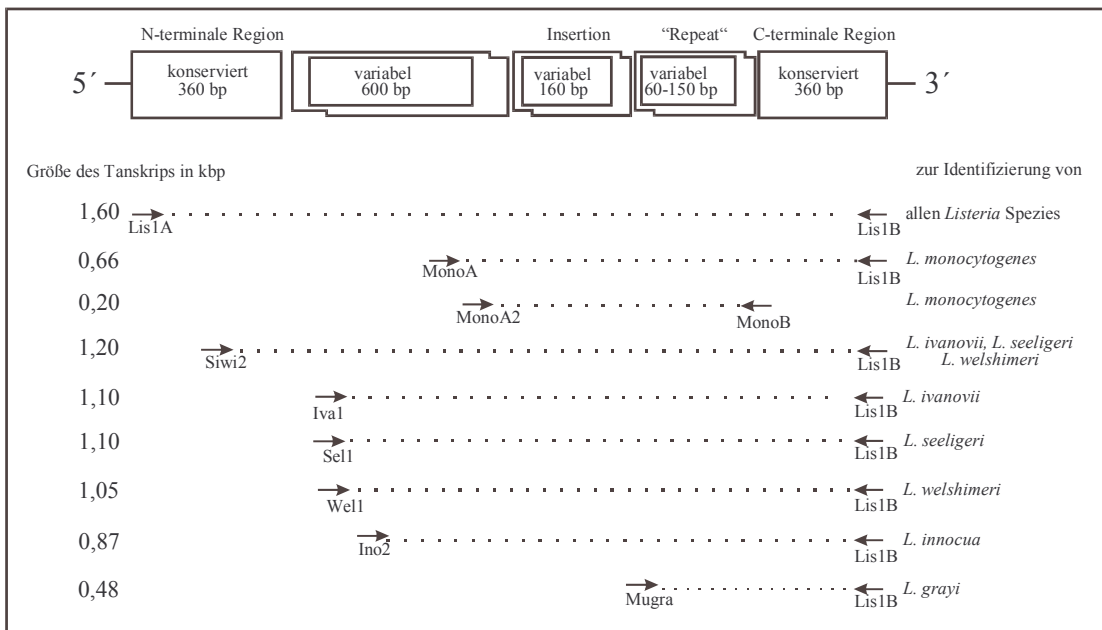 N-terminale Region Insertion “Repeat“ C-terminale Region
5´ konserviert variabel variabel variabel konserviert 3´
360 bp 600 bp 160 bp 60-150 bp 360 bp
Größe des Tanskrips in kbp zur Identifizierung von
1,60 allen Listeria Spezies
Lis1A Lis1B
0,66 L. monocytogenes
MonoA Lis1B
0,20 L. monocytogenes
MonoA2 MonoB
1,20 L. ivanovii, L. seeligeri
L. welshimeri
Siwi2 Lis1B
1,10 L. ivanovii
Iva1 Lis1B
1,10 L. seeligeri
Sel1 Lis1B
1,05 L. welshimeri
Wel1 Lis1B
0,87 L. innocua
Ino2 Lis1B
0,48 L. grayi
Mugra Lis1B